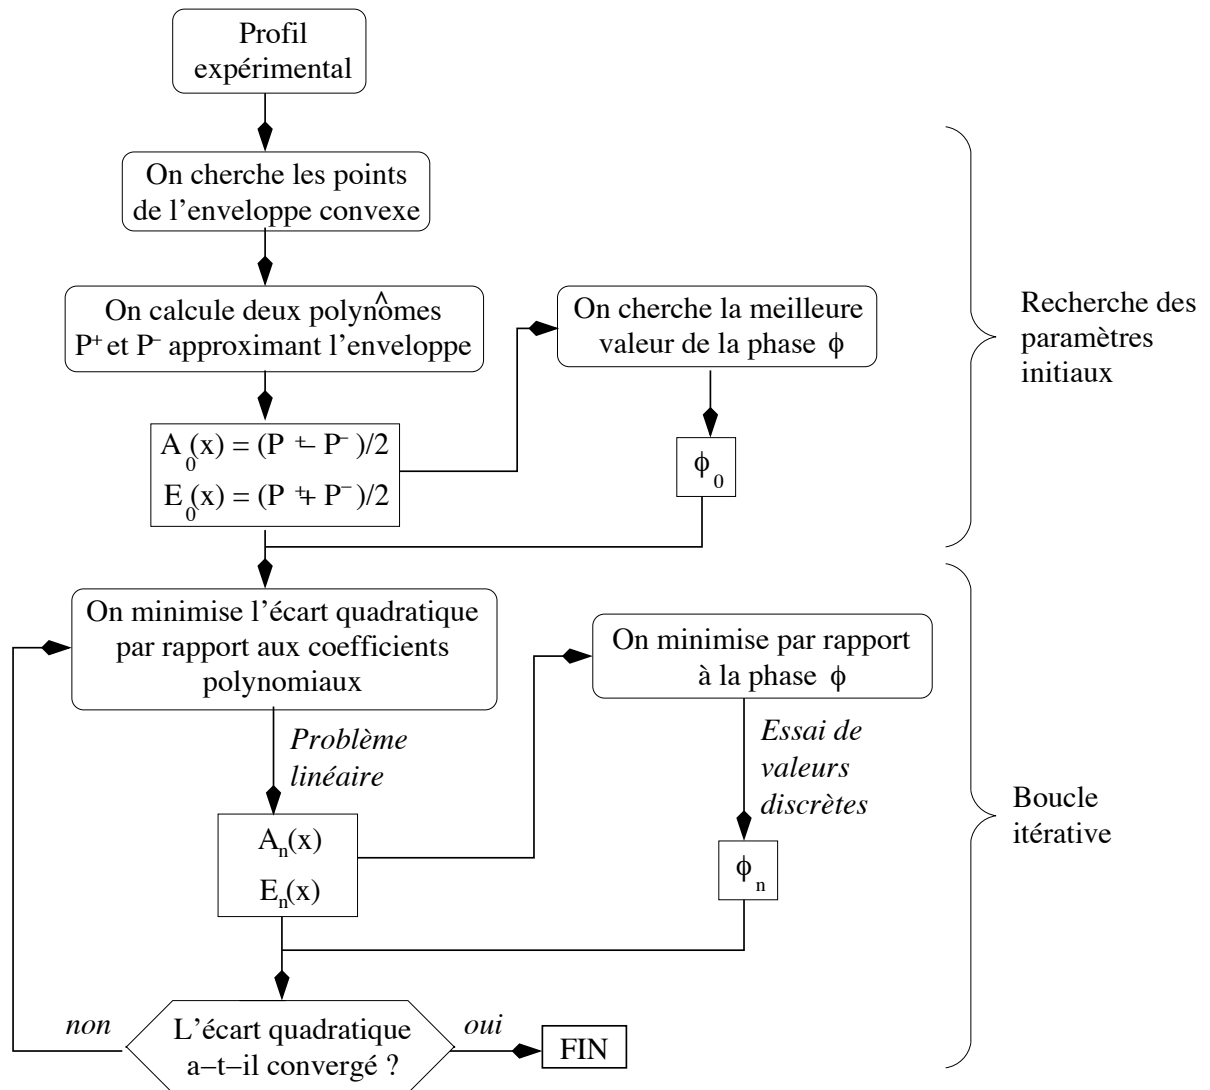 Profil
expérimental
On cherche les points
de l'enveloppe convexe
On calcule deux polynômes
P⁺ et P⁻ approximant l'enveloppe
On cherche la meilleure
valeur de la phase ϕ
A₀(x) = (P⁺ − P⁻)/2
E₀(x) = (P⁺ + P⁻)/2
ϕ₀
Recherche des
paramètres
initiaux
On minimise l'écart quadratique
par rapport aux coefficients
polynomiaux
On minimise par rapport
à la phase ϕ
Problème
linéaire
Essai de
valeurs
discrètes
Aₙ(x)
Eₙ(x)
ϕₙ
Boucle
itérative
non
L'écart quadratique
a–t–il convergé ?
oui
FIN